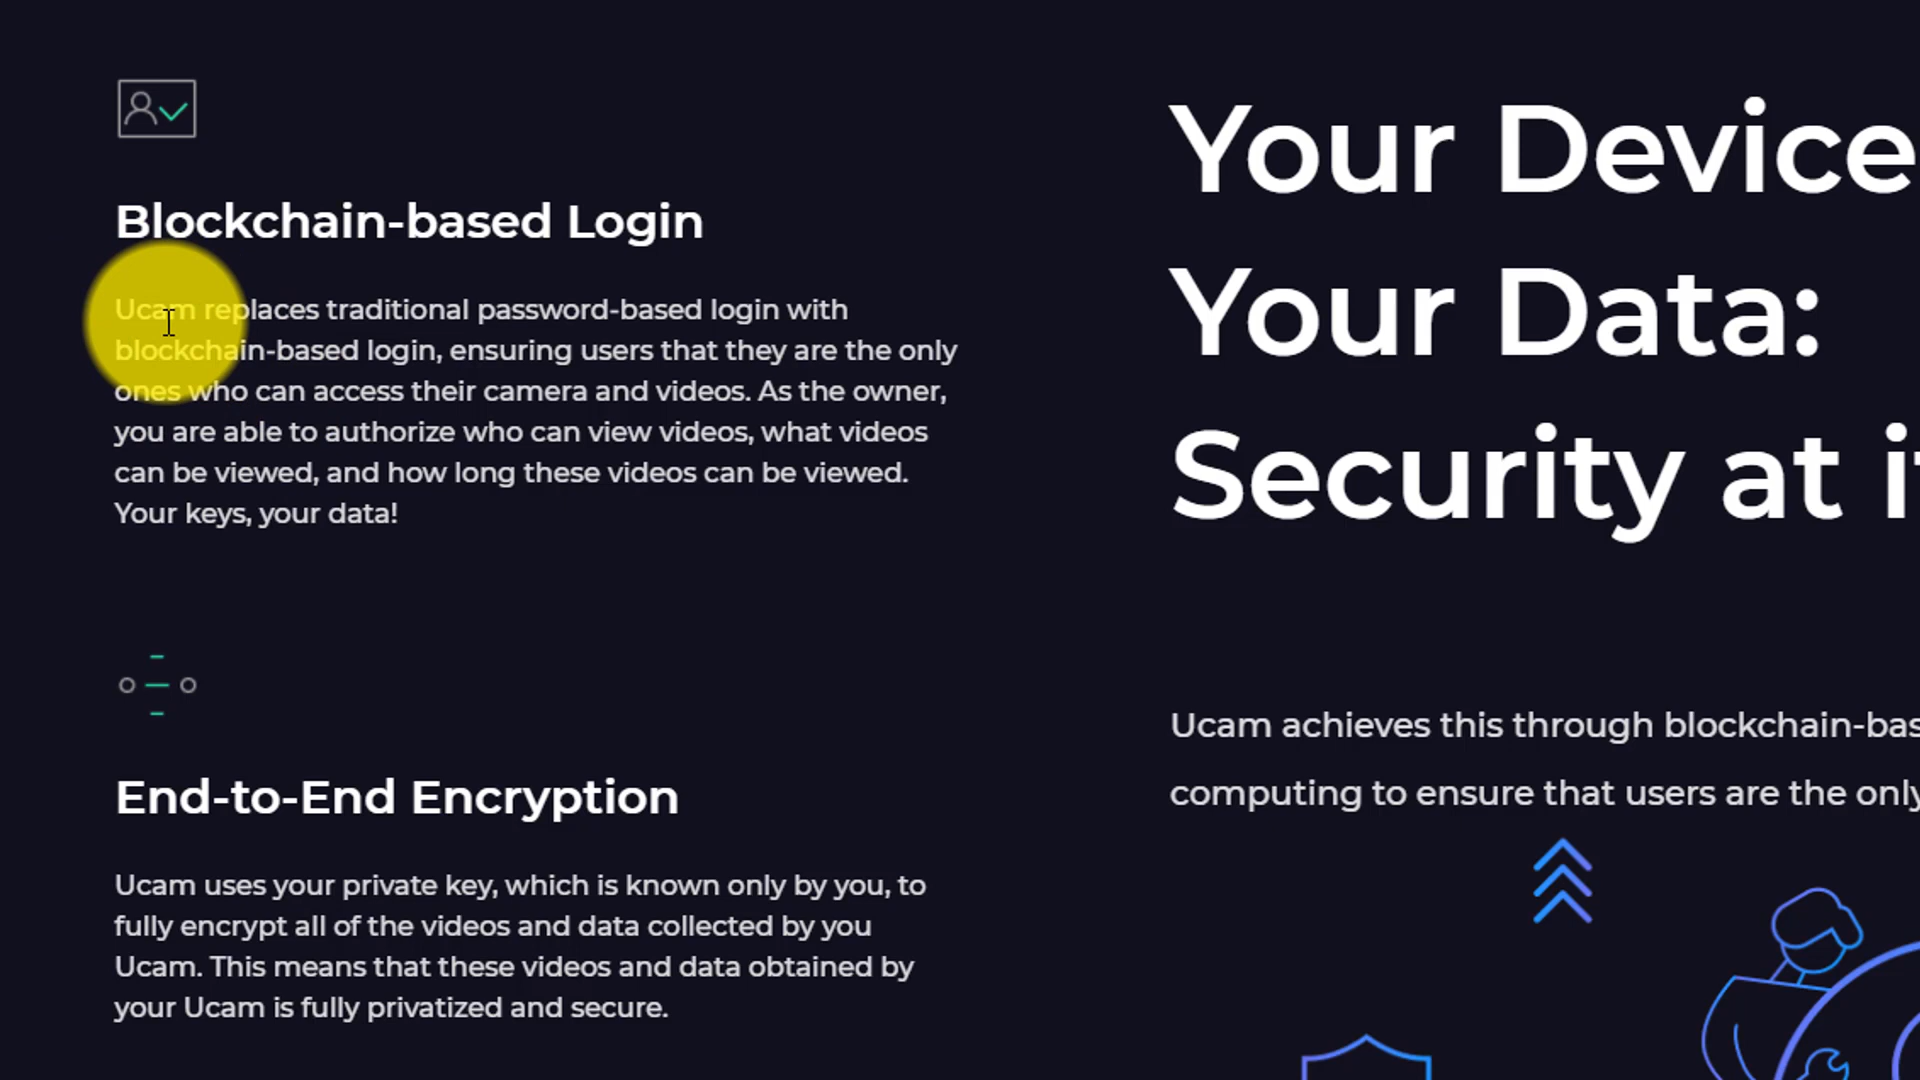 Blockchain-based Login
Ucam replaces traditional password-based login with
blockchain-based login, ensuring users that they are the only
ones who can access their camera and videos. As the owner,
you are able to authorize who can view videos, what videos
can be viewed, and how long these videos can be viewed.
Your keys, your data!
End-to-End Encryption
Ucam uses your private key, which is known only by you, to
fully encrypt all of the videos and data collected by you
Ucam. This means that these videos and data obtained by
your Ucam is fully privatized and secure.
Your Device
Your Data:
Security at
Ucam achieves this through blockchain-bas
computing to ensure that users are the only